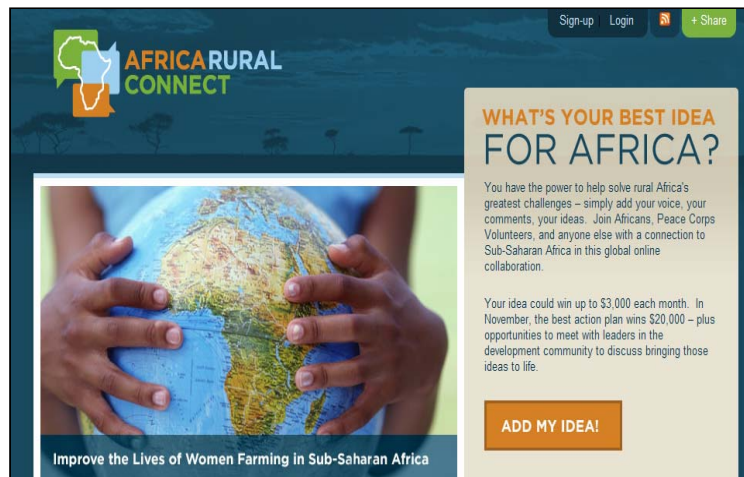 Sign-up Login + Share
AFRICA RURAL
CONNECT
WHAT'S YOUR BEST IDEA
FOR AFRICA?
You have the power to help solve rural Africa's
greatest challenges – simply add your voice, your
comments, your ideas. Join Africans, Peace Corps
Volunteers, and anyone else with a connection to
Sub-Saharan Africa in this global online
collaboration.
Your idea could win up to $3,000 each month. In
November, the best action plan wins $20,000 – plus
opportunities to meet with leaders in the
development community to discuss bringing those
ideas to life.
ADD MY IDEA!
Improve the Lives of Women Farming in Sub-Saharan Africa